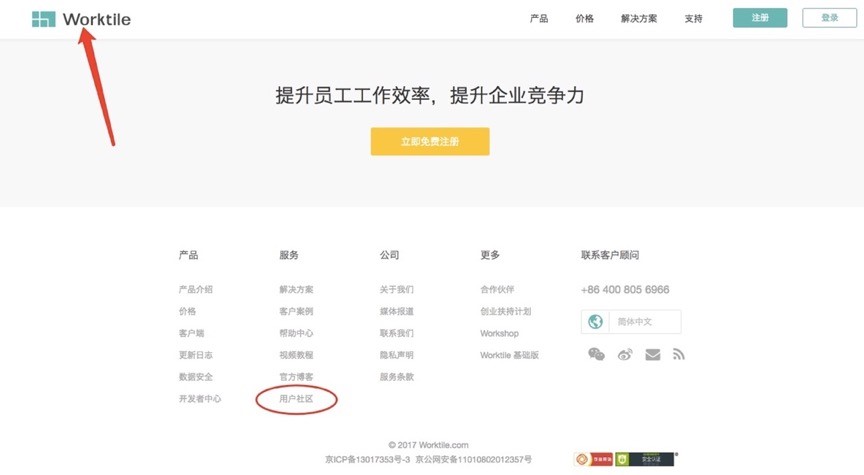 Worktile
产品 价格 解决方案 支持 注册 登录
提升员工工作效率，提升企业竞争力
立即免费注册
产品 服务 公司 更多 联系客户顾问
产品介绍 解决方案 关于我们 合作伙伴 +86 400 805 6966
价格 客户案例 媒体报道 创业扶持计划
简体中文
客户端 帮助中心 联系我们 Workshop
更新日志 视频教程 隐私声明 Worktile 基础版
数据安全 官方博客 服务条款
开发者中心 用户社区
© 2017 Worktile.com
京ICP备13017353号-3 京公网安备11010802012357号
安全认证